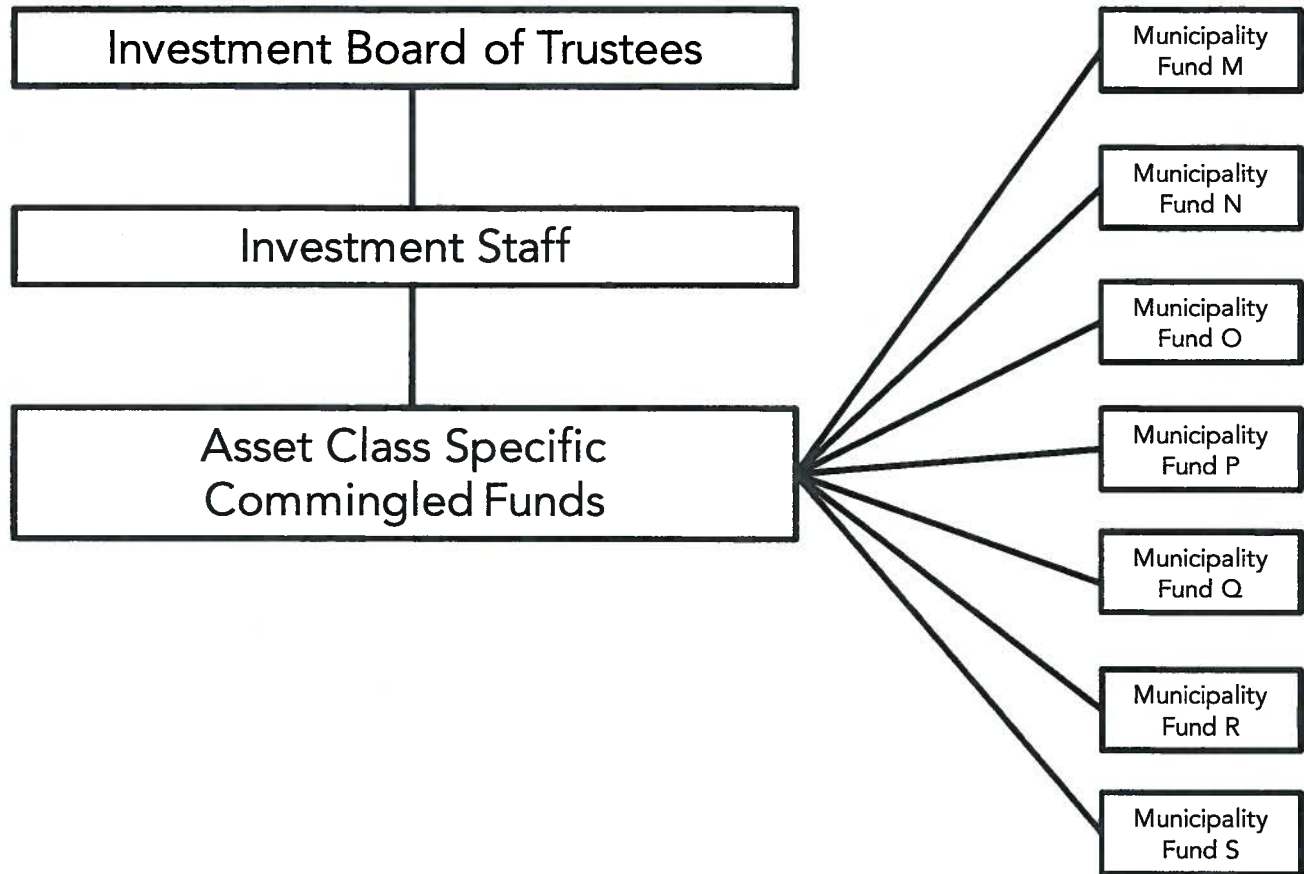 Investment Board of Trustees
Investment Staff
Asset Class Specific
Commingled Funds
Municipality
Fund M
Municipality
Fund N
Municipality
Fund O
Municipality
Fund P
Municipality
Fund Q
Municipality
Fund R
Municipality
Fund S